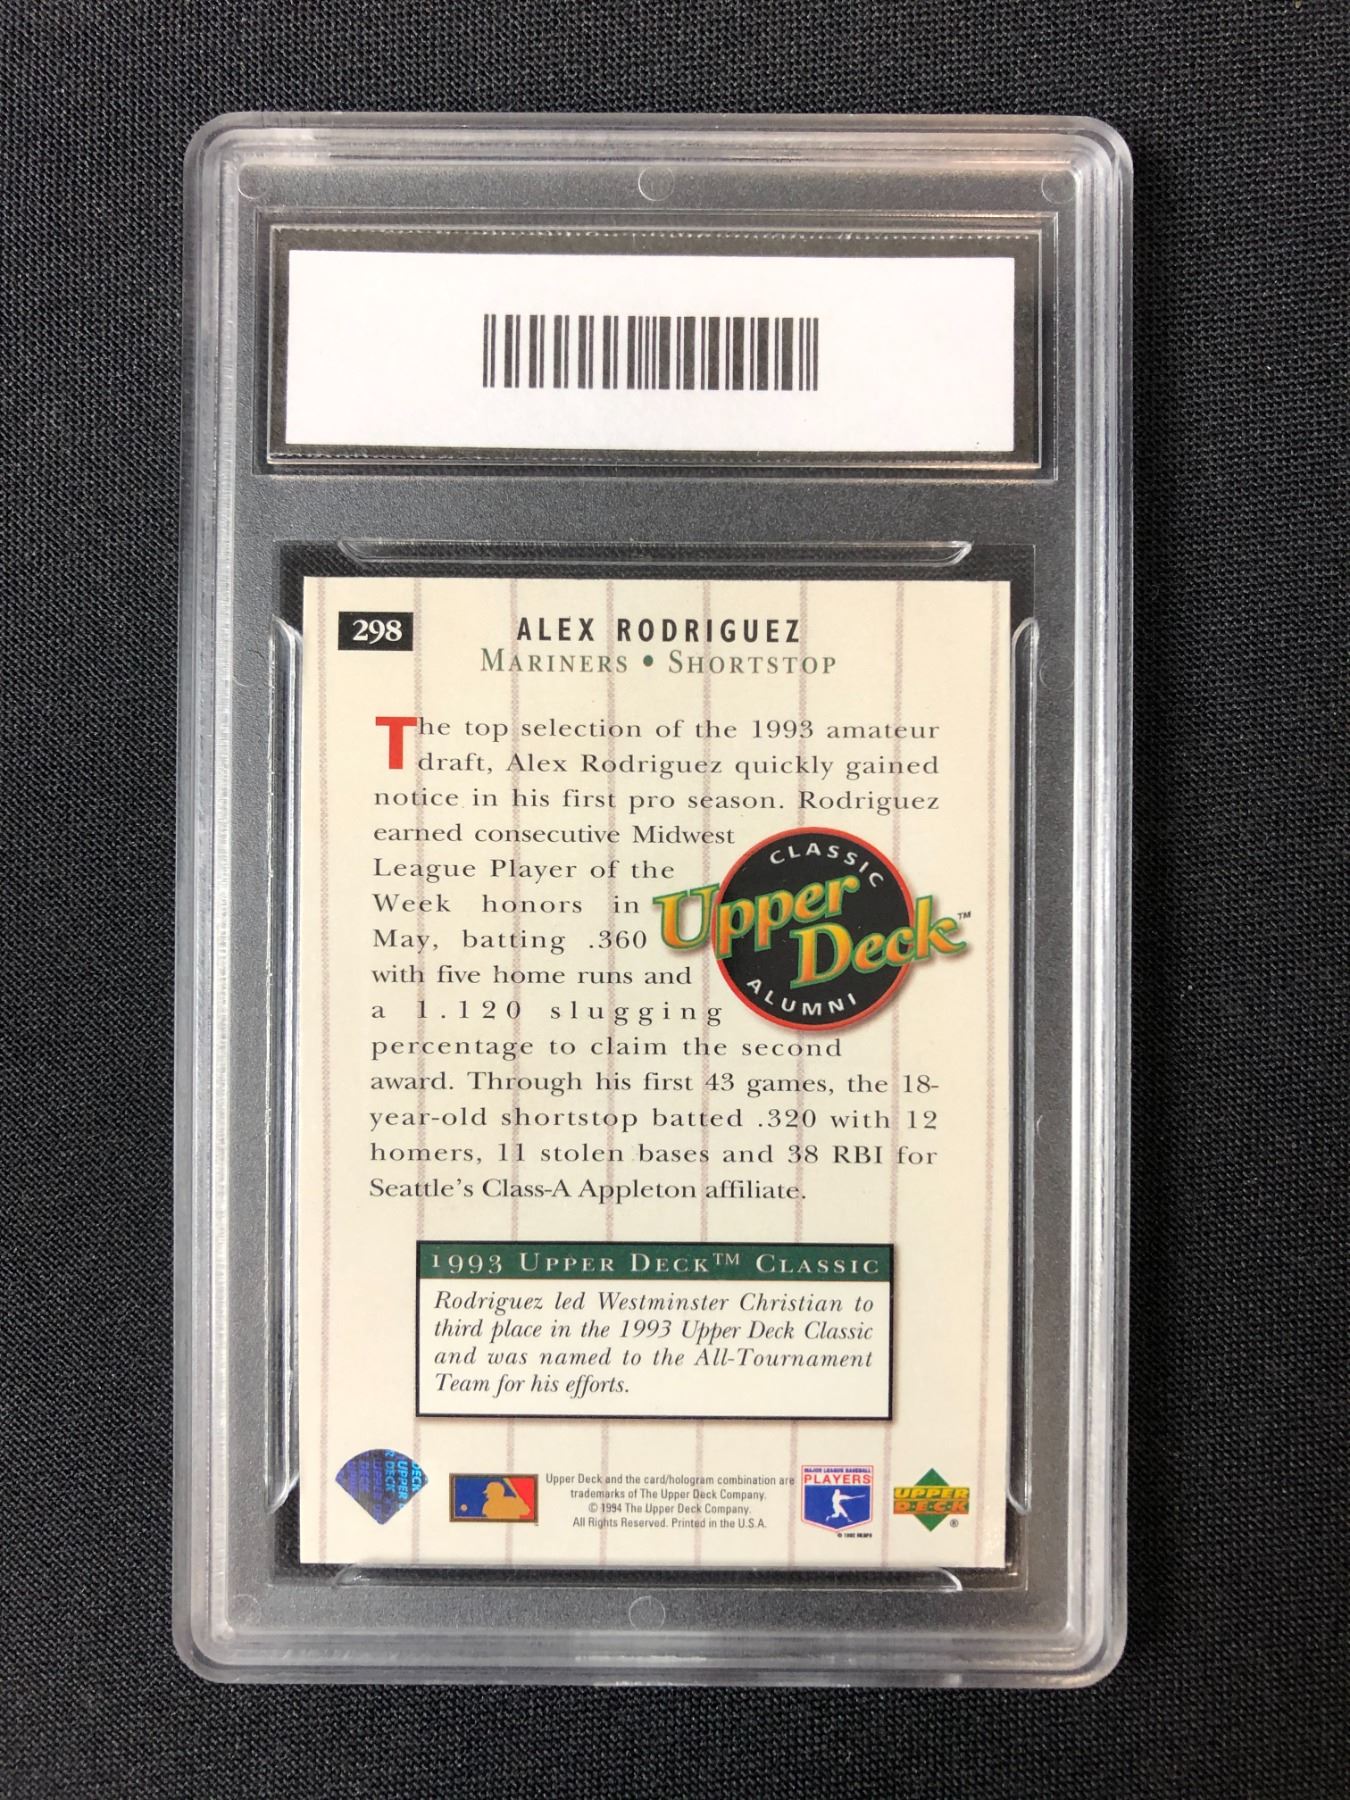 298
ALEX RODRIGUEZ
MARINERS • SHORTSTOP
The top selection of the 1993 amateur
draft, Alex Rodriguez quickly gained
notice in his first pro season. Rodriguez
earned consecutive Midwest
League Player of the
Week honors in
May, batting .360
with five home runs and
a 1.120 slugging
percentage to claim the second
award. Through his first 43 games, the 18-
year-old shortstop batted .320 with 12
homers, 11 stolen bases and 38 RBI for
Seattle's Class-A Appleton affiliate.
CLASSIC
Upper
Deck™
ALUMNI
1993 UPPER DECK™ CLASSIC
Rodriguez led Westminster Christian to
third place in the 1993 Upper Deck Classic
and was named to the All-Tournament
Team for his efforts.
UPPER DECK
Upper Deck and the card/hologram combination are
trademarks of The Upper Deck Company.
© 1994 The Upper Deck Company.
All Rights Reserved. Printed in the U.S.A.
MAJOR LEAGUE BASEBALL
PLAYERS
UPPER
D•E•C•K
®